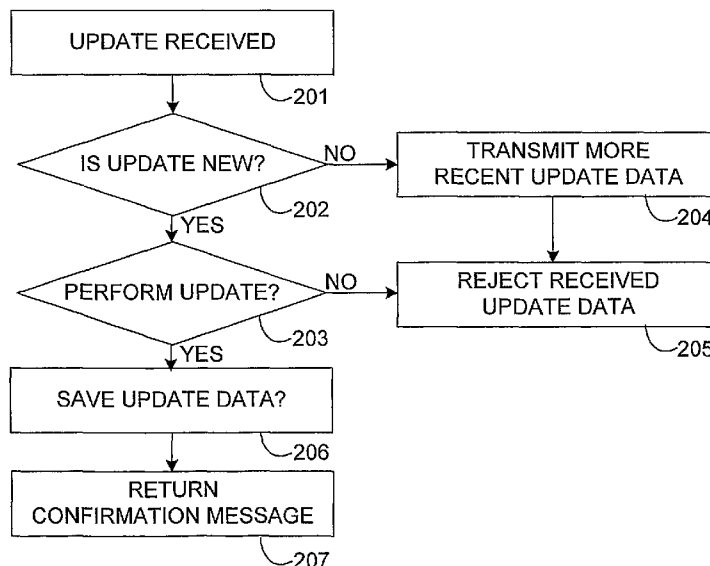 UPDATE RECEIVED
201
IS UPDATE NEW?
NO
202
YES
TRANSMIT MORE
RECENT UPDATE DATA
204
PERFORM UPDATE?
NO
203
YES
REJECT RECEIVED
UPDATE DATA
205
SAVE UPDATE DATA?
206
RETURN
CONFIRMATION MESSAGE
207